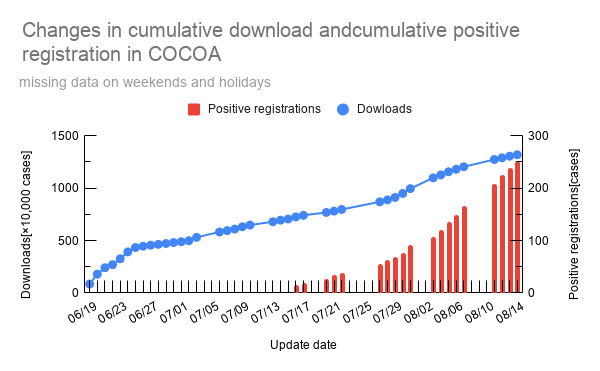 Changes in cumulative download andcumulative positive
registration in COCOA
missing data on weekends and holidays
Positive registrations
Dowloads
1500
1000
500
0
Downloads[×10,000 cases]
300
200
100
0
Positive registrations[cases]
06/19
06/23
06/27
07/01
07/05
07/09
07/13
07/17
07/21
07/25
07/29
08/02
08/06
08/10
08/14
Update date